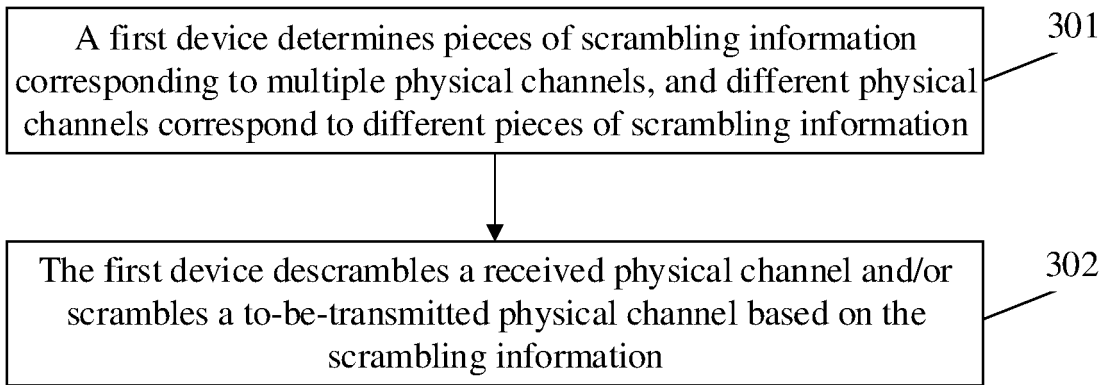 A first device determines pieces of scrambling information
corresponding to multiple physical channels, and different physical
channels correspond to different pieces of scrambling information
301
The first device descrambles a received physical channel and/or
scrambles a to-be-transmitted physical channel based on the
scrambling information
302